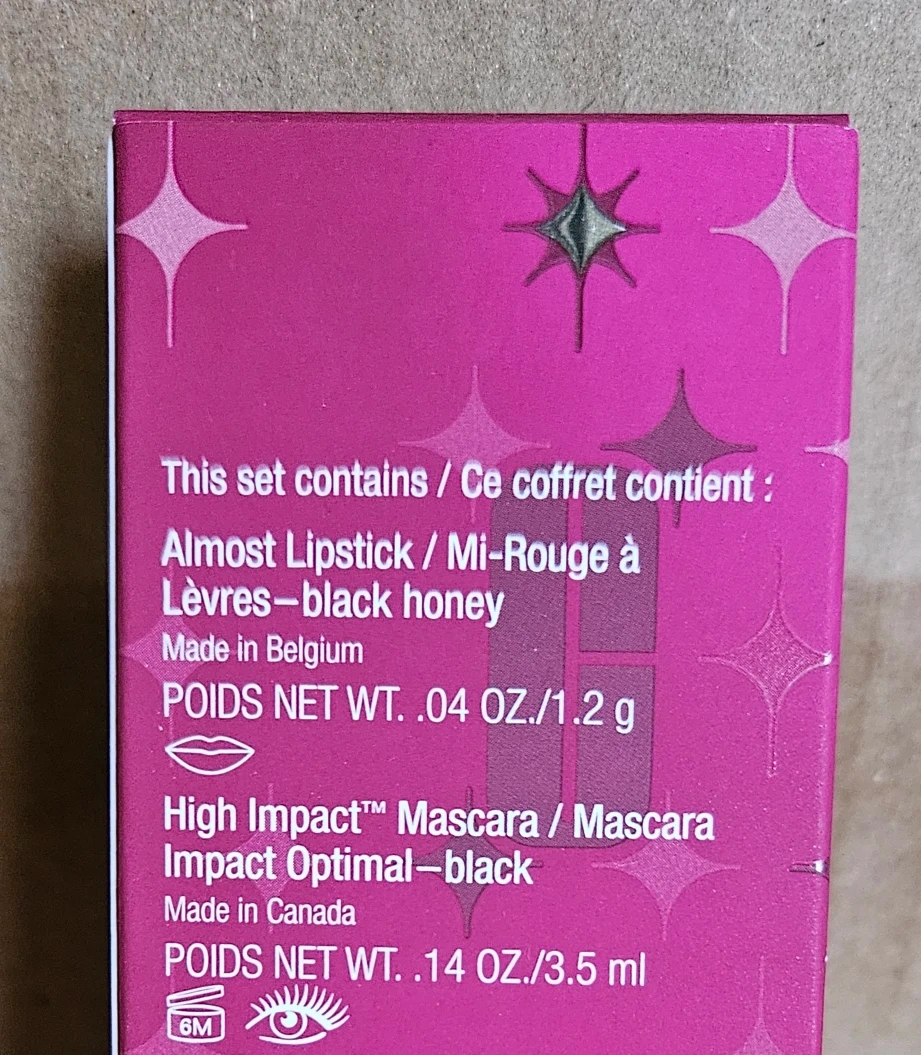 This set contains / Ce coffret contient :
Almost Lipstick / Mi-Rouge à
Lèvres–black honey
Made in Belgium
POIDS NET WT. .04 OZ./1.2 g
High Impact™ Mascara / Mascara
Impact Optimal–black
Made in Canada
POIDS NET WT. .14 OZ./3.5 ml
6M